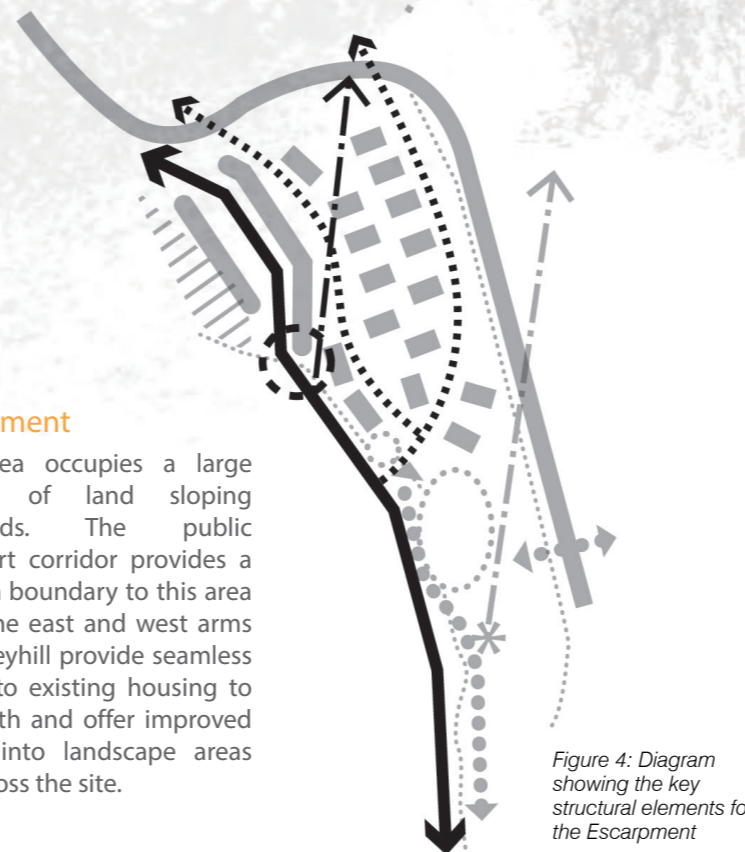 ment
ea occupies a large
of land sloping
ds. The public
rt corridor provides a
boundary to this area
he east and west arms
eyhill provide seamless
to existing housing to
th and offer improved
into landscape areas
oss the site.
Figure 4: Diagram
showing the key
structural elements fo
the Escarpment